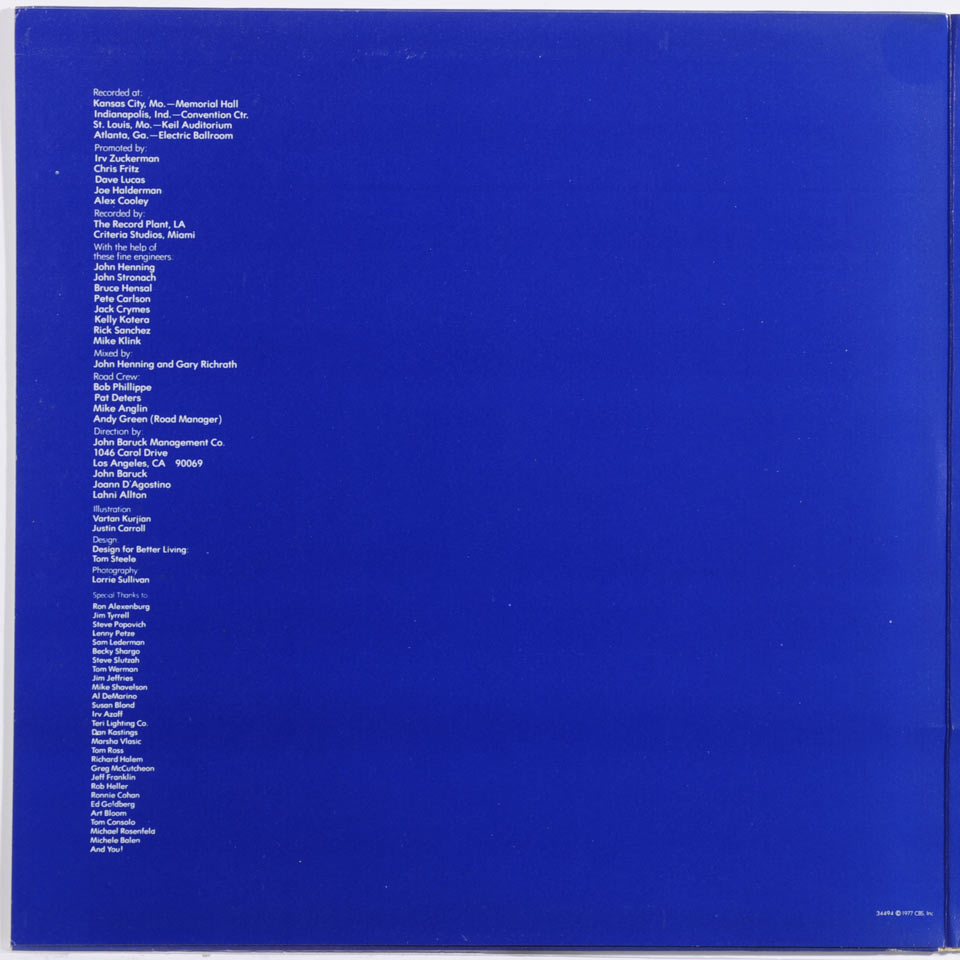 Recorded at:
Kansas City, Mo.—Memorial Hall
Indianapolis, Ind.—Convention Ctr.
St. Louis, Mo.—Keil Auditorium
Atlanta, Ga.—Electric Ballroom
Promoted by:
Irv Zuckerman
Chris Fritz
Dave Lucas
Joe Halderman
Alex Cooley
Recorded by:
The Record Plant, LA
Criteria Studios, Miami
With the help of
these fine engineers:
John Henning
John Stronach
Bruce Hensal
Pete Carlson
Jack Crymes
Kelly Kotera
Rick Sanchez
Mike Klink
Mixed by:
John Henning and Gary Richrath
Road Crew:
Bob Phillippe
Pat Deters
Mike Anglin
Andy Green (Road Manager)
Direction by:
John Baruck Management Co.
1046 Carol Drive
Los Angeles, CA 90069
John Baruck
Joann D'Agostino
Lahni Allton
Illustration
Vartan Kurjian
Justin Carroll
Design:
Design for Better Living:
Tom Steele
Photography
Lorrie Sullivan
Special Thanks to:
Ron Alexenburg
Jim Tyrrell
Steve Popovich
Lenny Petze
Sam Lederman
Becky Shargo
Steve Slutzah
Tom Werman
Jim Jeffries
Mike Shavelson
Al DeMarino
Susan Blond
Irv Azoff
Teri Lighting Co.
Dan Kastings
Marsha Vlasic
Tom Ross
Richard Halem
Greg McCutcheon
Jeff Franklin
Rob Heller
Ronnie Cohan
Ed Goldberg
Art Bloom
Tom Consolo
Michael Rosenfeld
Michele Balen
And You!
34494 © 1977 CBS, Inc